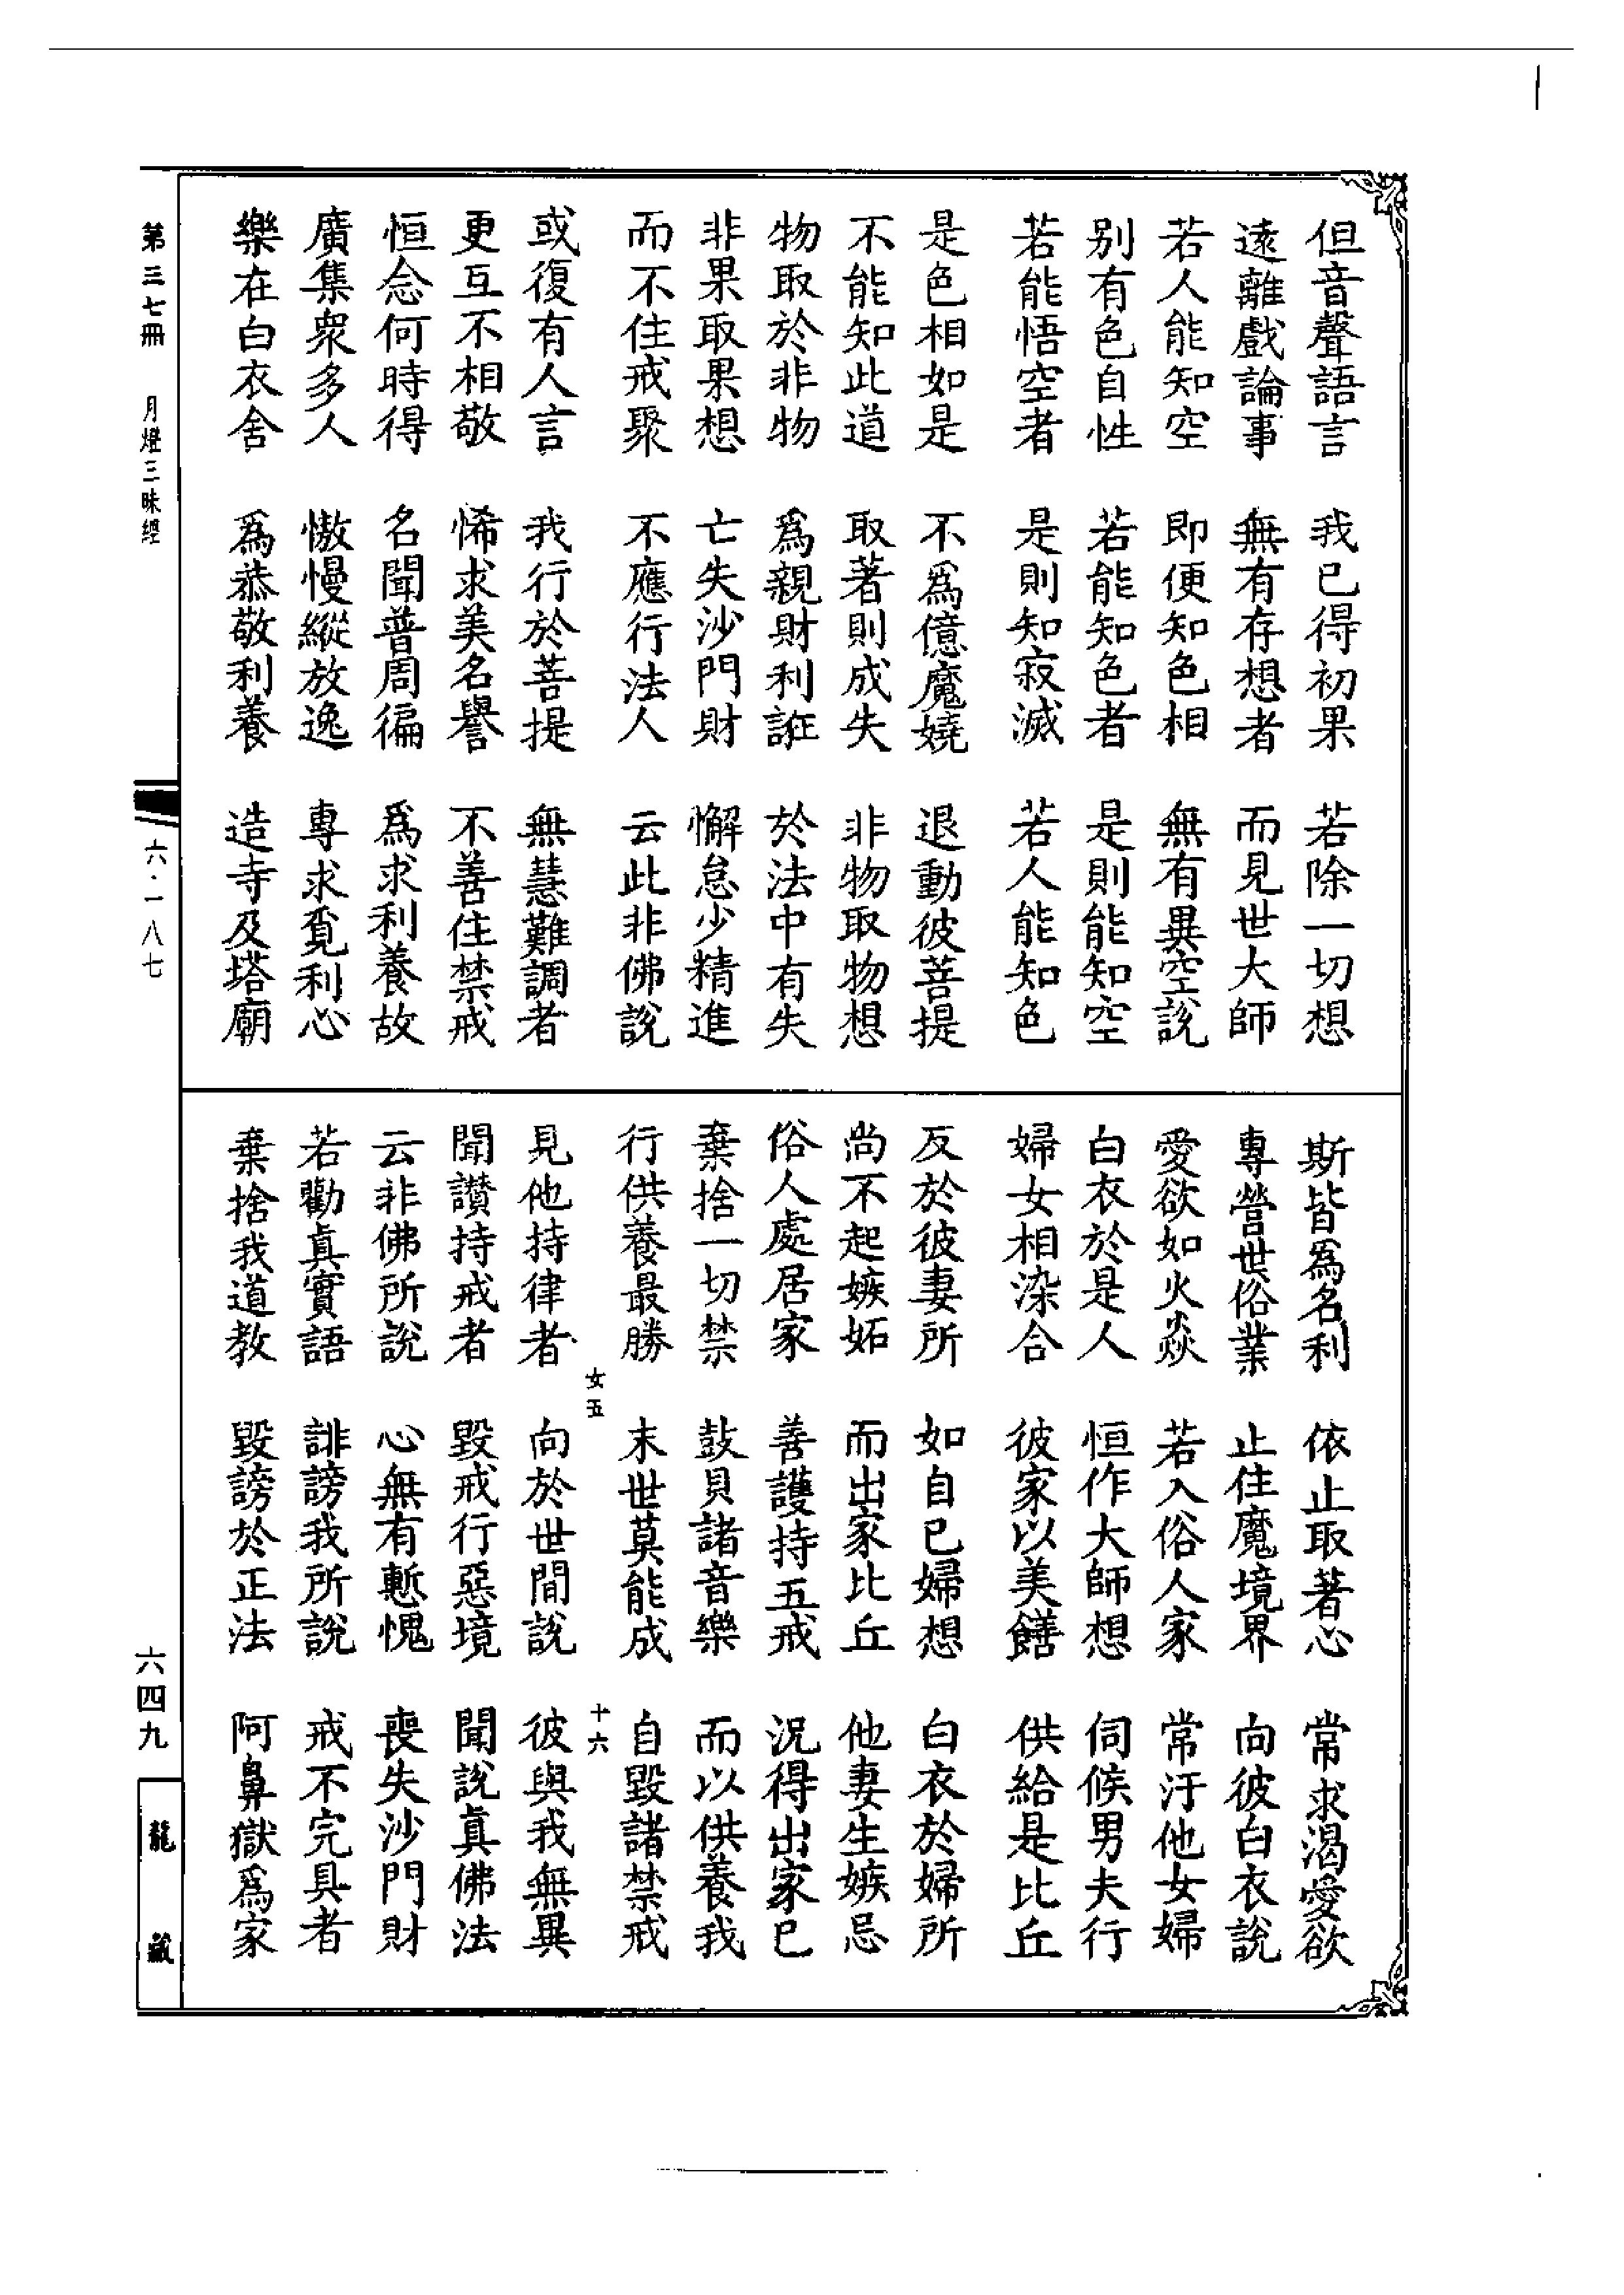 但音聲語言　我已得初果　若除一切想
遠離戲論事　無有存想者　而見世大師
若人能知空　即便知色相　無有異空說
别有色自性　若能知色者　是則能知空
若能悟空者　是則知寂滅　若人能知色
是色相如是　不爲億魔嬈　退動彼菩提
不能知此道　取著則成失　非物取物想
物取於非物　爲親財利誑　於法中有失
非果取果想　亡失沙門財　懈怠少精進
而不住戒聚　不應行法人　云此非佛說
或復有人言　我行於菩提　無慧難調者
更互不相敬　悕求美名譽　不善住禁戒
恒念何時得　名聞普周徧　爲求利養故
廣集衆多人　慠慢縱放逸　專求覔利心
樂在白衣舍　爲恭敬利養　造寺及塔廟
斯皆爲名利　依止取著心　常求渴愛欲
專營世俗業　止住魔境界　向彼白衣說
愛欲如火焱　若入俗人家　常汙他女婦
白衣於是人　恒作大師想　伺候男夫行
婦女相染合　彼家以美饍　供給是比丘
反於彼妻所　如自已婦想　白衣於婦所
尚不起嫉妬　而出家比丘　他妻生嫉忌
俗人處居家　善護持五戒　況得出家已
棄捨一切禁　鼓貝諸音樂　而以供養我
行供養最勝　末世莫能成　自毀諸禁戒
女五　十六
見他持律者　向於世間說　彼與我無異
聞讃持戒者　毀戒行惡境　聞說真佛法
云非佛所說　心無有慙愧　喪失沙門財
若勸真實語　誹謗我所說　戒不完具者
棄捨我道教　毀謗於正法　阿鼻獄爲家
第三七冊　月燈三昧經
六·一八七
六四九
龍藏